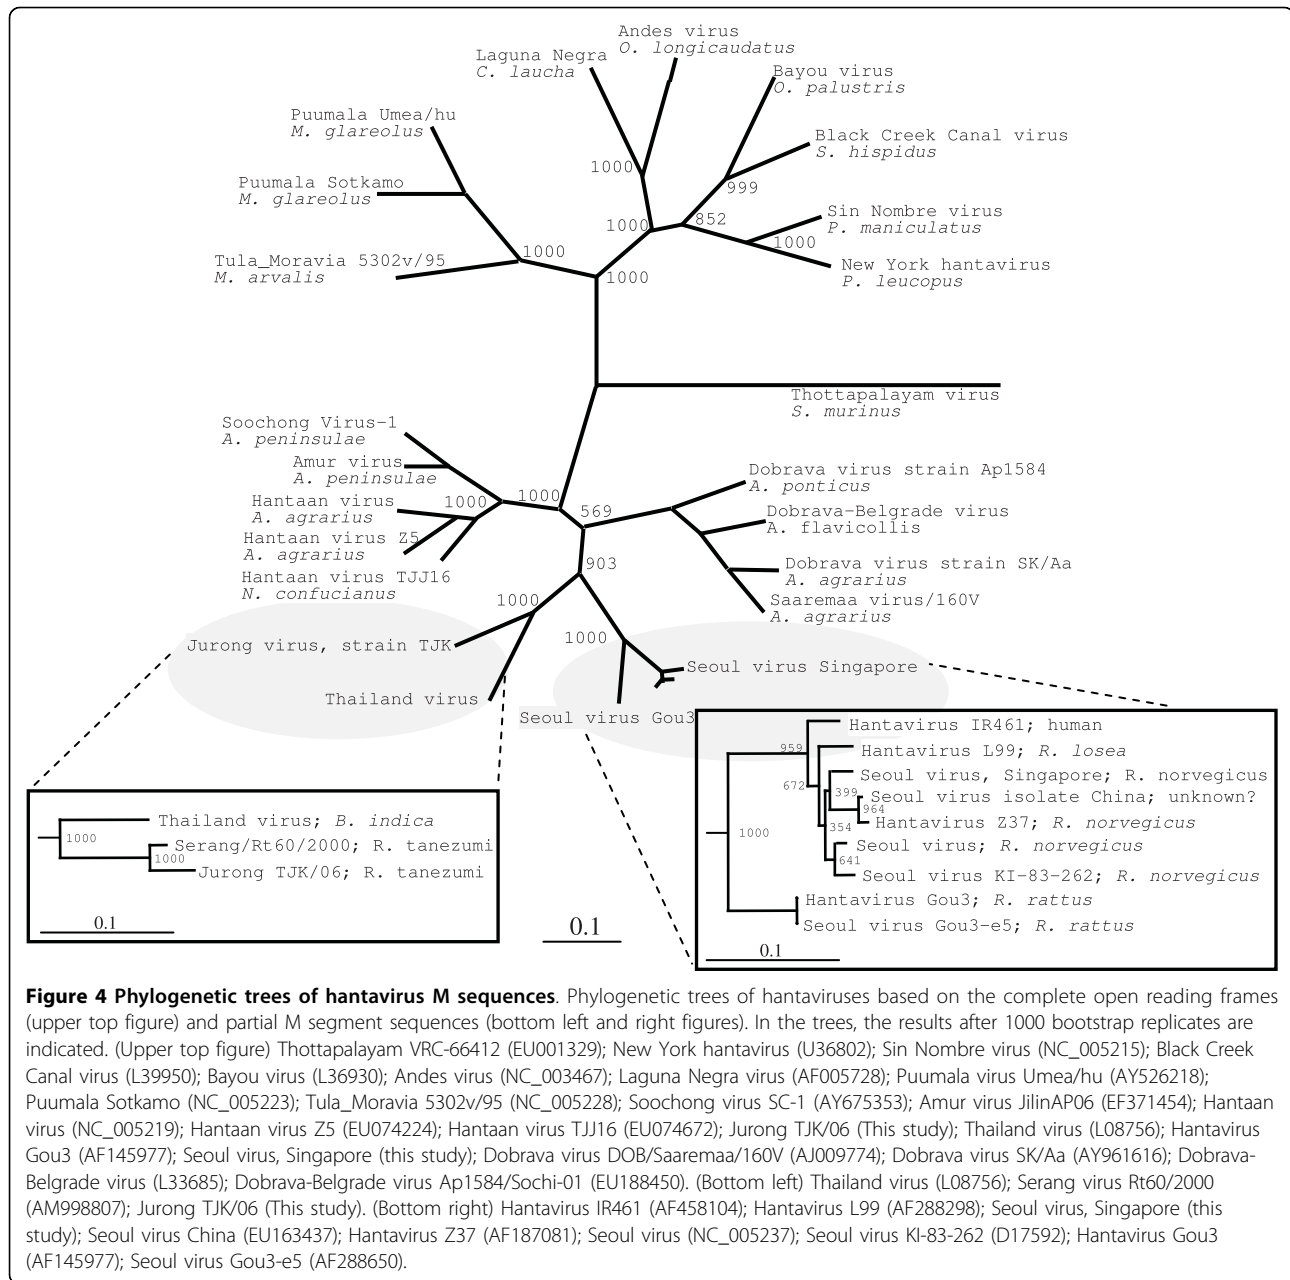 Andes virus
O. longicaudatus
Laguna Negra
C. laucha
Bayou virus
O. palustris
Puumala Umea/hu
M. glareolus
Black Creek Canal virus
S. hispidus
1000
999
Puumala Sotkamo
M. glareolus
Sin Nombre virus
P. maniculatus
1000
852
1000
Tula_Moravia 5302v/95
M. arvalis
1000
1000
New York hantavirus
P. leucopus
Thottapalayam virus
S. murinus
Soochong Virus-1
A. peninsulae
Amur virus
A. peninsulae
Hantaan virus
A. agrarius
1000
1000
569
Hantaan virus Z5
A. agrarius
Hantaan virus TJJ16
N. confucianus
Dobrava virus strain Ap1584
A. ponticus
Dobrava-Belgrade virus
A. flavicollis
Dobrava virus strain SK/Aa
A. agrarius
Saaremaa virus/160V
A. agrarius
903
1000
1000
Jurong virus, strain TJK
Thailand virus
Seoul virus Singapore
Seoul virus Gou3
Thailand virus; B. indica
1000
Serang/Rt60/2000; R. tanezumi
1000
Jurong TJK/06; R. tanezumi
0.1
0.1
Hantavirus IR461; human
959
Hantavirus L99; R. losea
672
Seoul virus, Singapore; R. norvegicus
399
Seoul virus isolate China; unknown?
964
Hantavirus Z37; R. norvegicus
1000
354
Seoul virus; R. norvegicus
641
Seoul virus KI-83-262; R. norvegicus
Hantavirus Gou3; R. rattus
Seoul virus Gou3-e5; R. rattus
0.1
Figure 4 Phylogenetic trees of hantavirus M sequences. Phylogenetic trees of hantaviruses based on the complete open reading frames
(upper top figure) and partial M segment sequences (bottom left and right figures). In the trees, the results after 1000 bootstrap replicates are
indicated. (Upper top figure) Thottapalayam VRC-66412 (EU001329); New York hantavirus (U36802); Sin Nombre virus (NC_005215); Black Creek
Canal virus (L39950); Bayou virus (L36930); Andes virus (NC_003467); Laguna Negra virus (AF005728); Puumala virus Umea/hu (AY526218);
Puumala Sotkamo (NC_005223); Tula_Moravia 5302v/95 (NC_005228); Soochong virus SC-1 (AY675353); Amur virus JilinAP06 (EF371454); Hantaan
virus (NC_005219); Hantaan virus Z5 (EU074224); Hantaan virus TJJ16 (EU074672); Jurong TJK/06 (This study); Thailand virus (L08756); Hantavirus
Gou3 (AF145977); Seoul virus, Singapore (this study); Dobrava virus DOB/Saaremaa/160V (AJ009774); Dobrava virus SK/Aa (AY961616); Dobrava-
Belgrade virus (L33685); Dobrava-Belgrade virus Ap1584/Sochi-01 (EU188450). (Bottom left) Thailand virus (L08756); Serang virus Rt60/2000
(AM998807); Jurong TJK/06 (This study). (Bottom right) Hantavirus IR461 (AF458104); Hantavirus L99 (AF288298); Seoul virus, Singapore (this
study); Seoul virus China (EU163437); Hantavirus Z37 (AF187081); Seoul virus (NC_005237); Seoul virus KI-83-262 (D17592); Hantavirus Gou3
(AF145977); Seoul virus Gou3-e5 (AF288650).